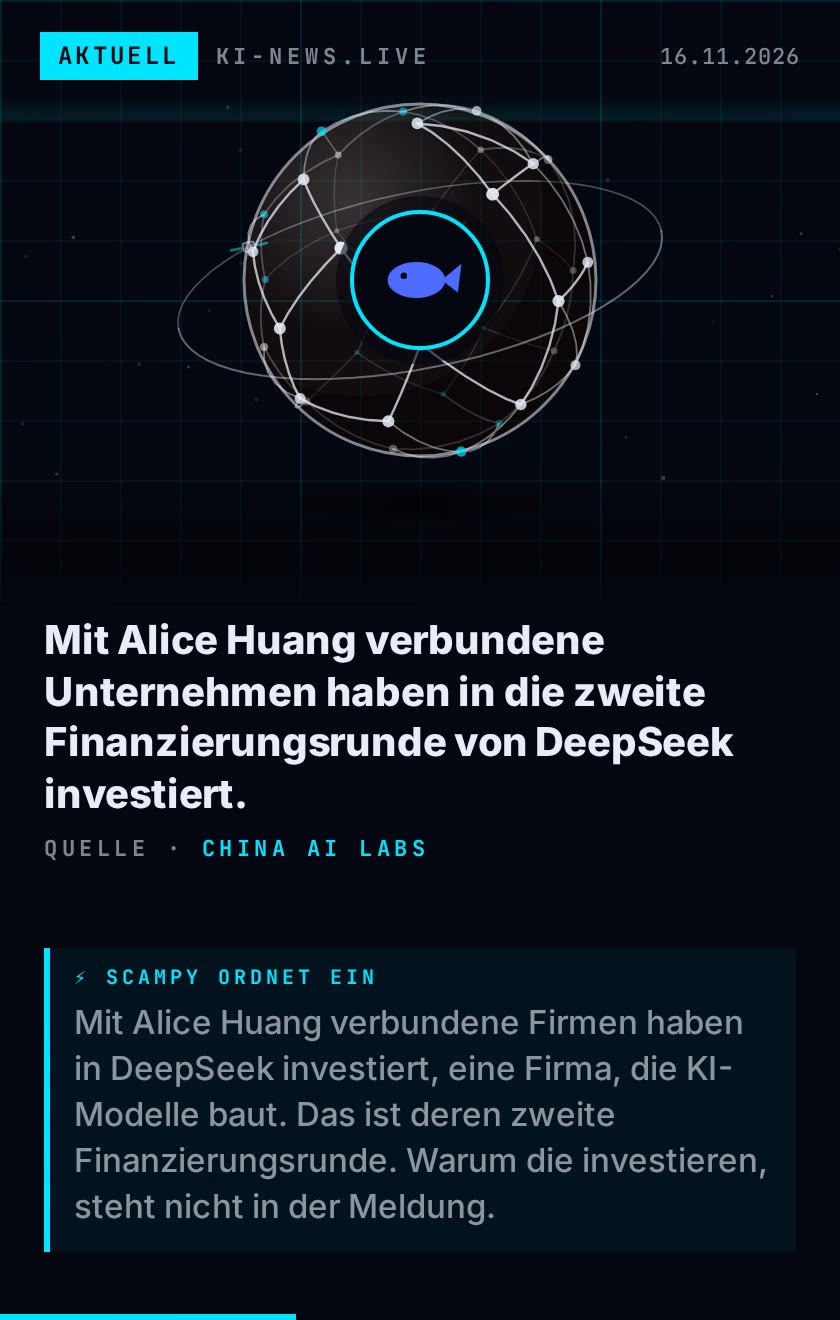 AKTUELL KI-NEWS.LIVE 16.11.2026
Mit Alice Huang verbundene
Unternehmen haben in die zweite
Finanzierungsrunde von DeepSeek
investiert.
QUELLE · CHINA AI LABS
⚡ SCAMPY ORDNET EIN
Mit Alice Huang verbundene Firmen haben
in DeepSeek investiert, eine Firma, die KI-
Modelle baut. Das ist deren zweite
Finanzierungsrunde. Warum die investieren,
steht nicht in der Meldung.